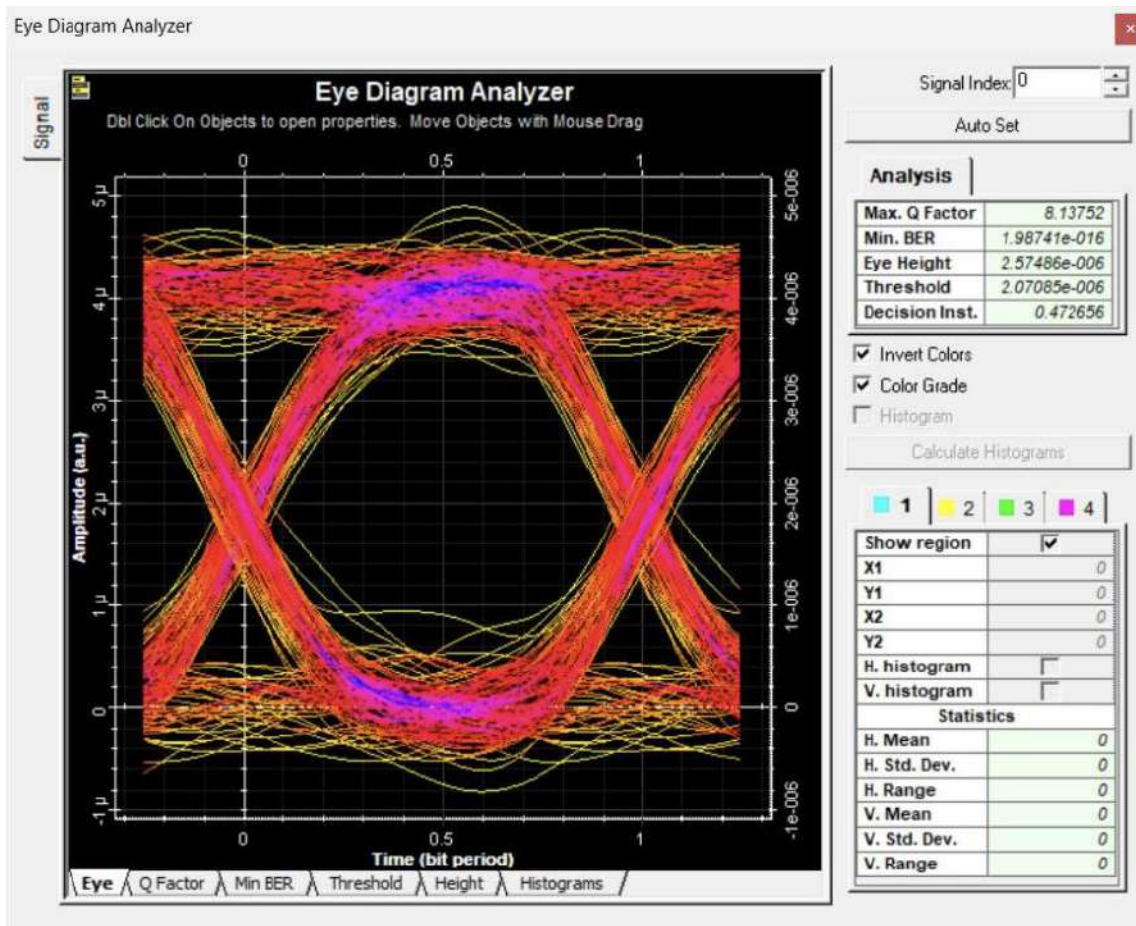 Eye Diagram Analyzer
×
Signal
Eye Diagram Analyzer
Dbl Click On Objects to open properties. Move Objects with Mouse Drag
0 0.5 1
5 µ
4 µ
3 µ
2 µ
1 µ
0
-1 µ
Amplitude (a.u.)
5e-006
4e-006
3e-006
2e-006
1e-006
0
-1e-006
0 0.5 1
Time (bit period)
Eye Q Factor Min BER Threshold Height Histograms
Signal Index: 0
Auto Set
Analysis
Max. Q Factor 8.13752
Min. BER 1.98741e-016
Eye Height 2.57486e-006
Threshold 2.07085e-006
Decision Inst. 0.472656
Invert Colors
Color Grade
Histogram
Calculate Histograms
1 2 3 4
Show region
X1 0
Y1 0
X2 0
Y2 0
H. histogram
V. histogram
Statistics
H. Mean 0
H. Std. Dev. 0
H. Range 0
V. Mean 0
V. Std. Dev. 0
V. Range 0